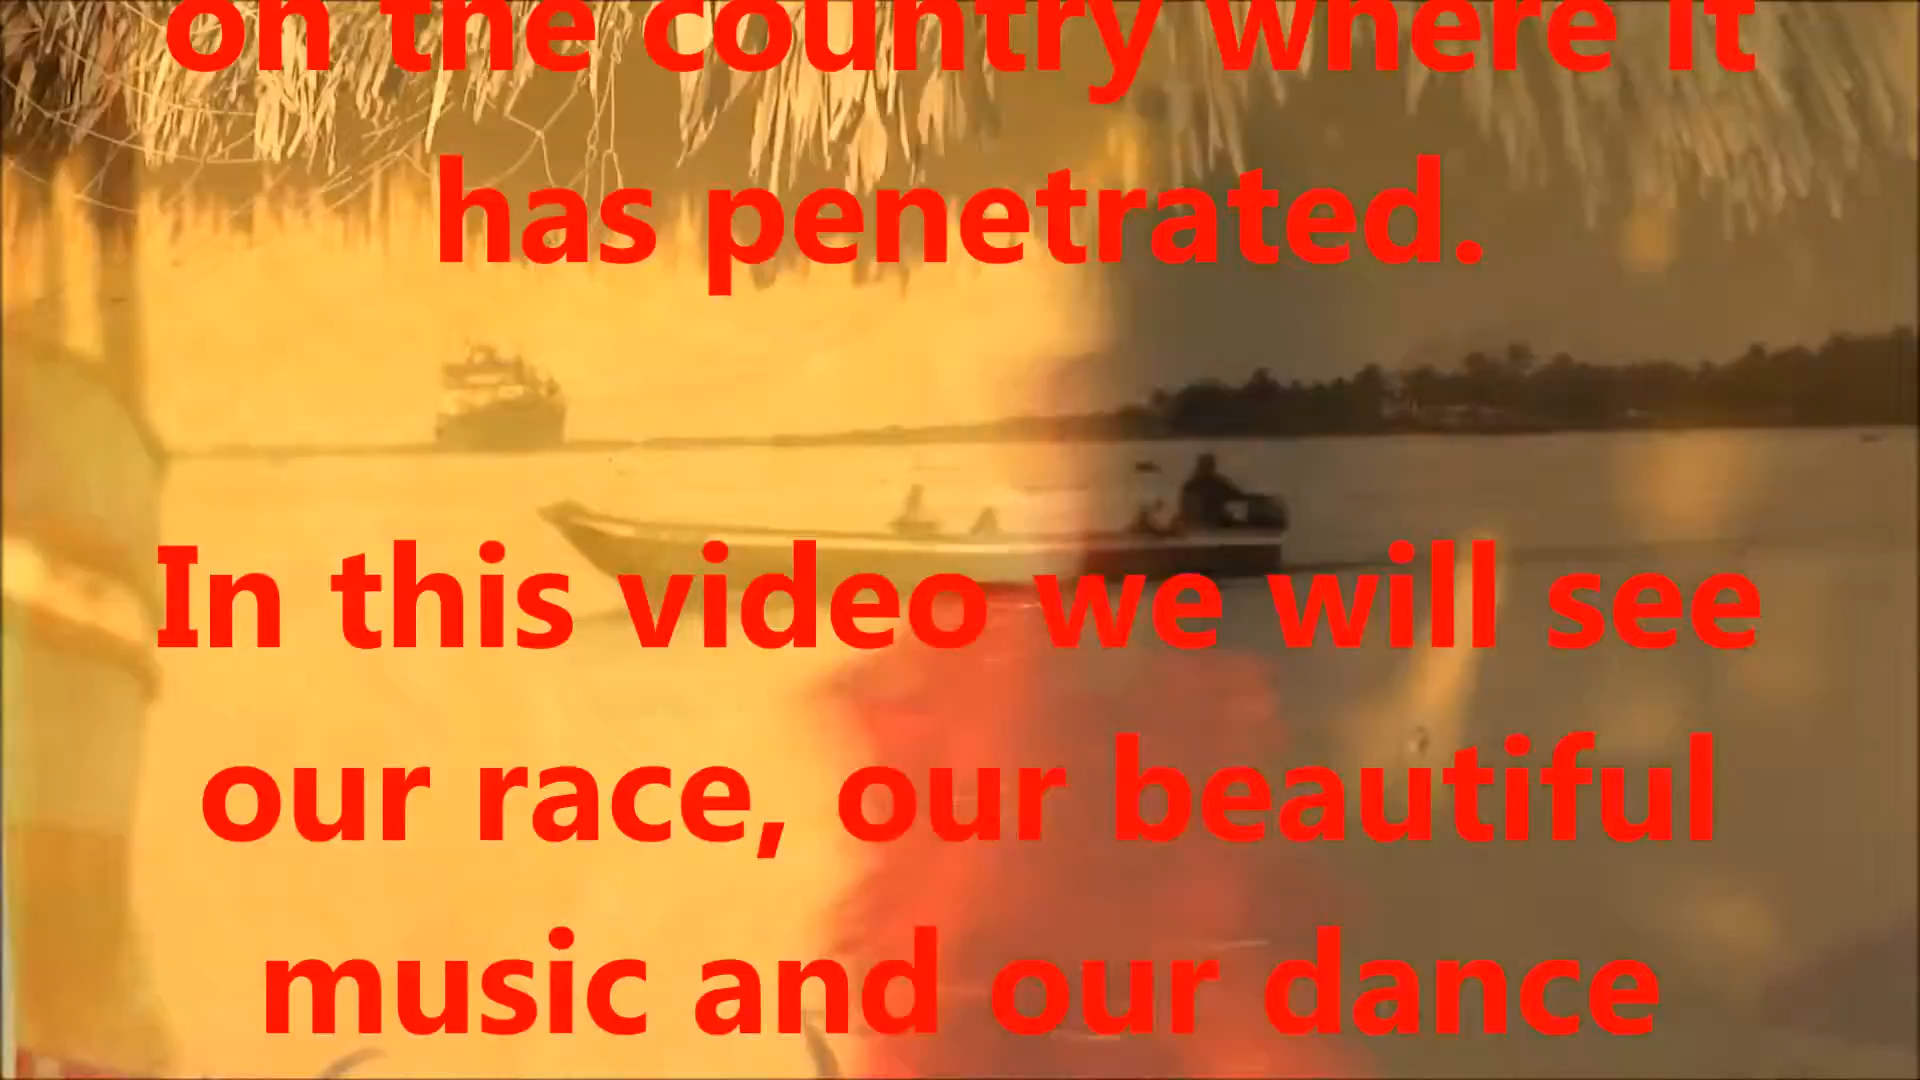 on the country where it
has penetrated.
In this video we will see
our race, our beautiful
music and our dance